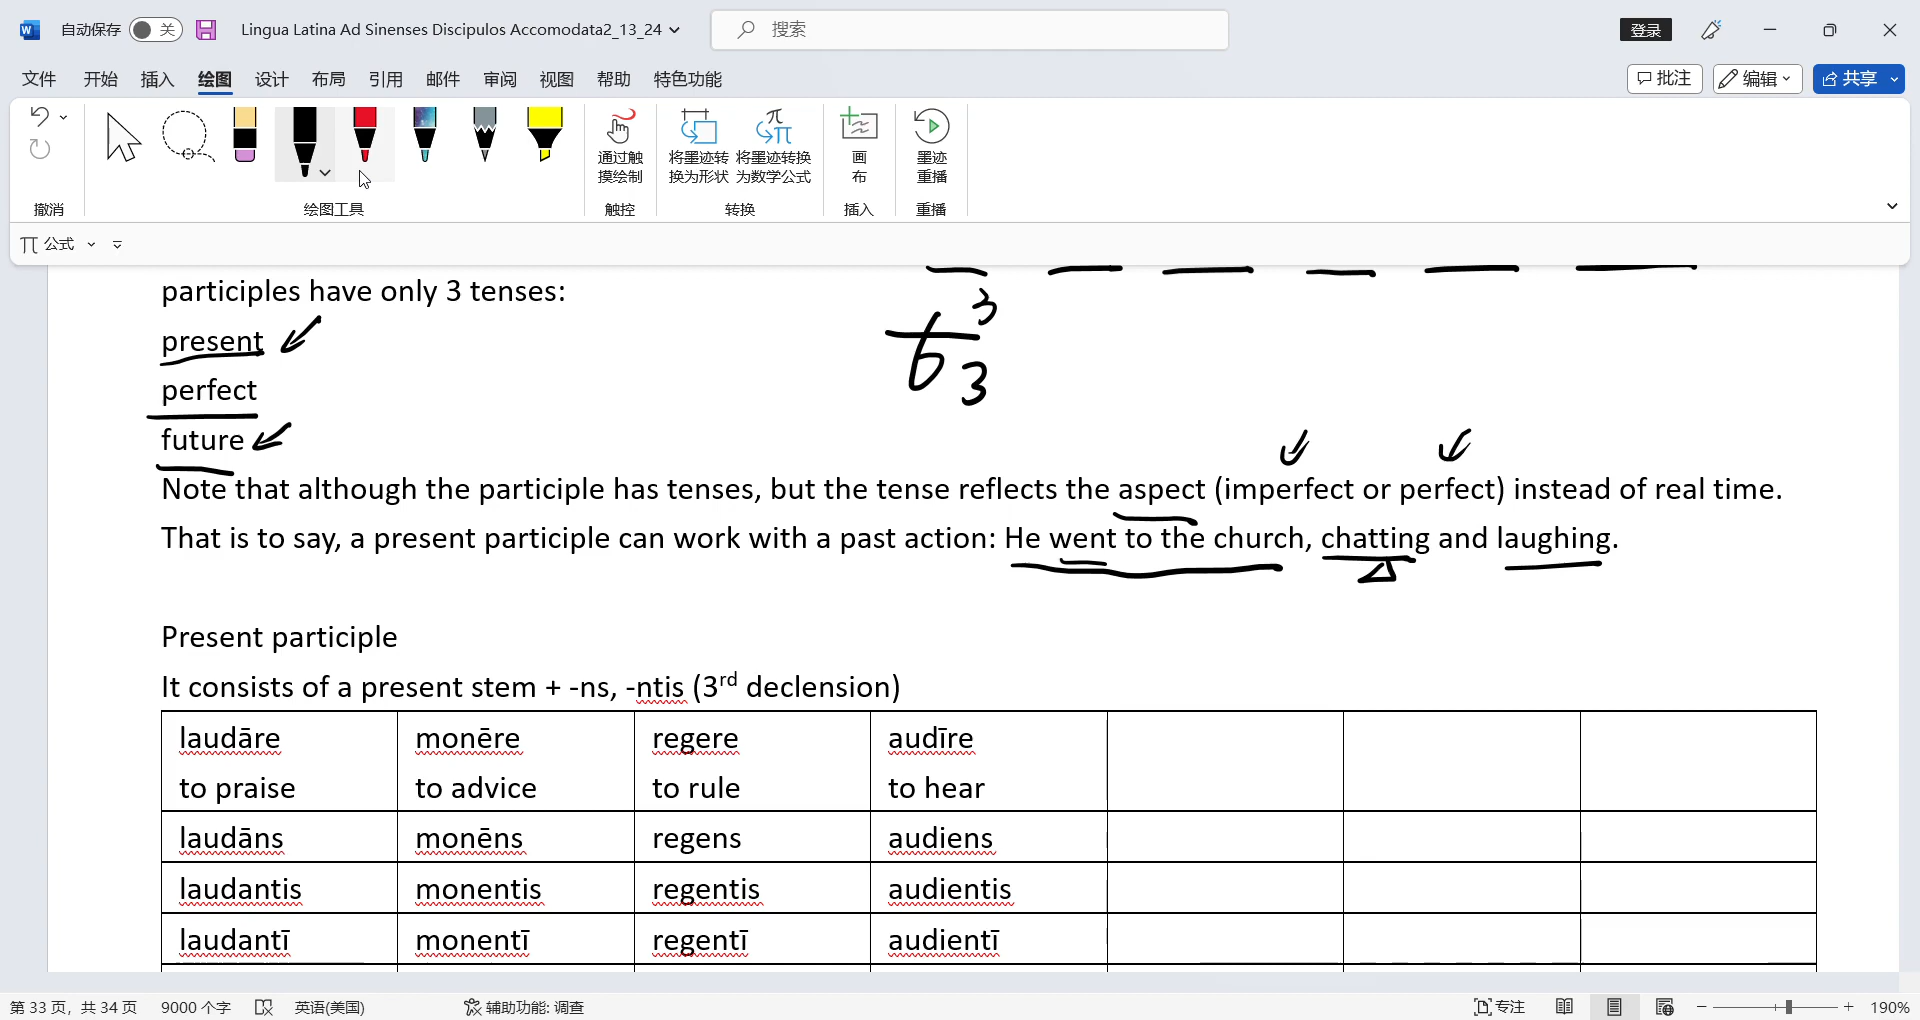 自动保存 关 Lingua Latina Ad Sinenses Discipulos Accomodata2_13_24 搜索 登录
文件 开始 插入 绘图 设计 布局 引用 邮件 审阅 视图 帮助 特色功能 批注 编辑 共享
通过触摸绘制 将墨迹转换为形状 将墨迹转换为数学公式 画布 墨迹重播
撤消 绘图工具 触控 转换 插入 重播
公式
participles have only 3 tenses:
3
present
6
3
perfect
future
Note that although the participle has tenses, but the tense reflects the aspect (imperfect or perfect) instead of real time.
That is to say, a present participle can work with a past action: He went to the church, chatting and laughing.
Present participle
It consists of a present stem + -ns, -ntis (3rd declension)
laudāre monēre regere audīre
to praise to advice to rule to hear
laudāns monēns regens audiens
laudantis monentis regentis audientis
laudantī monentī regentī audientī
第 33 页，共 34 页 9000 个字 英语(美国) 辅助功能: 调查 专注 190%